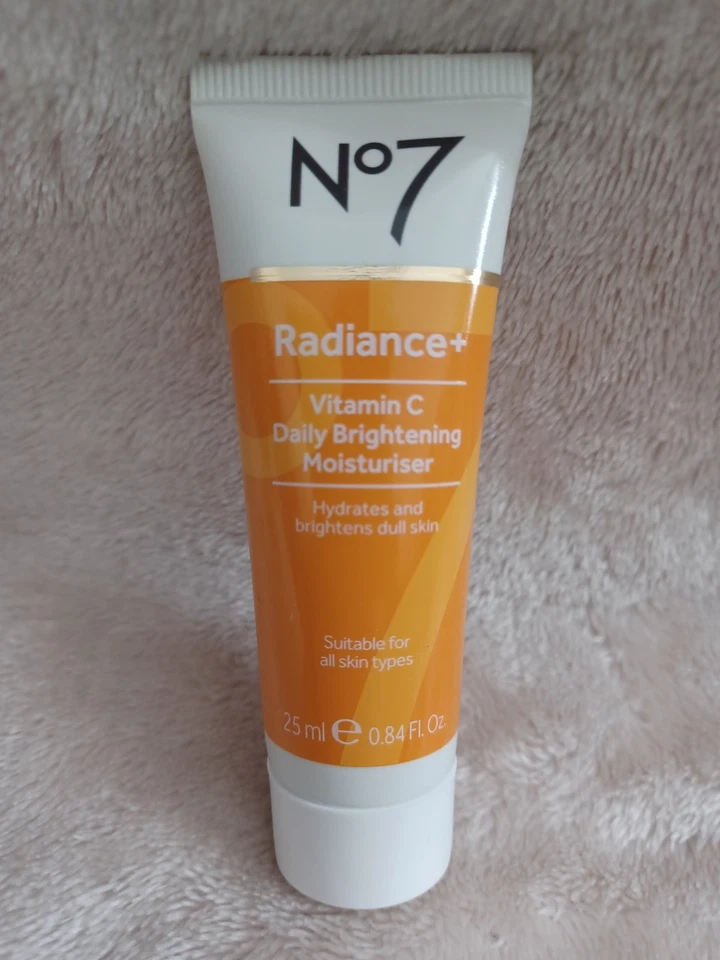 No7
Radiance+
Vitamin C
Daily Brightening
Moisturiser
Hydrates and
brightens dull skin
Suitable for
all skin types
25 ml ℮ 0.84 Fl. Oz.